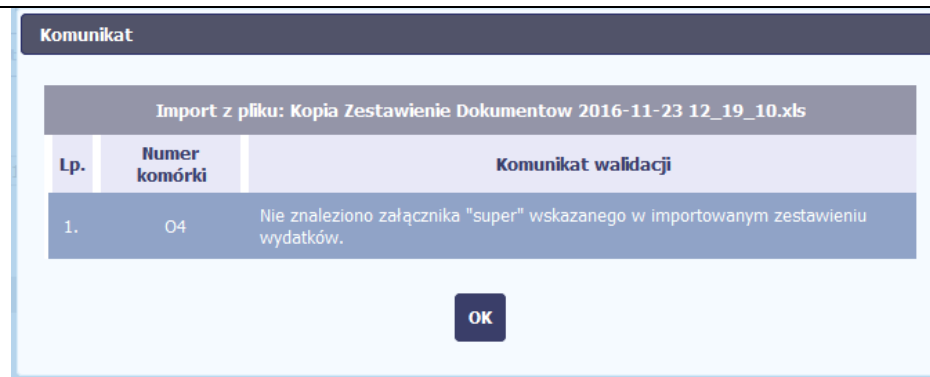 Komunikat
Import z pliku: Kopia Zestawienie Dokumentow 2016-11-23 12_19_10.xls
Lp.
Numer
komórki
Komunikat walidacji
1.
O4
Nie znaleziono załącznika "super" wskazanego w importowanym zestawieniu
wydatków.
OK